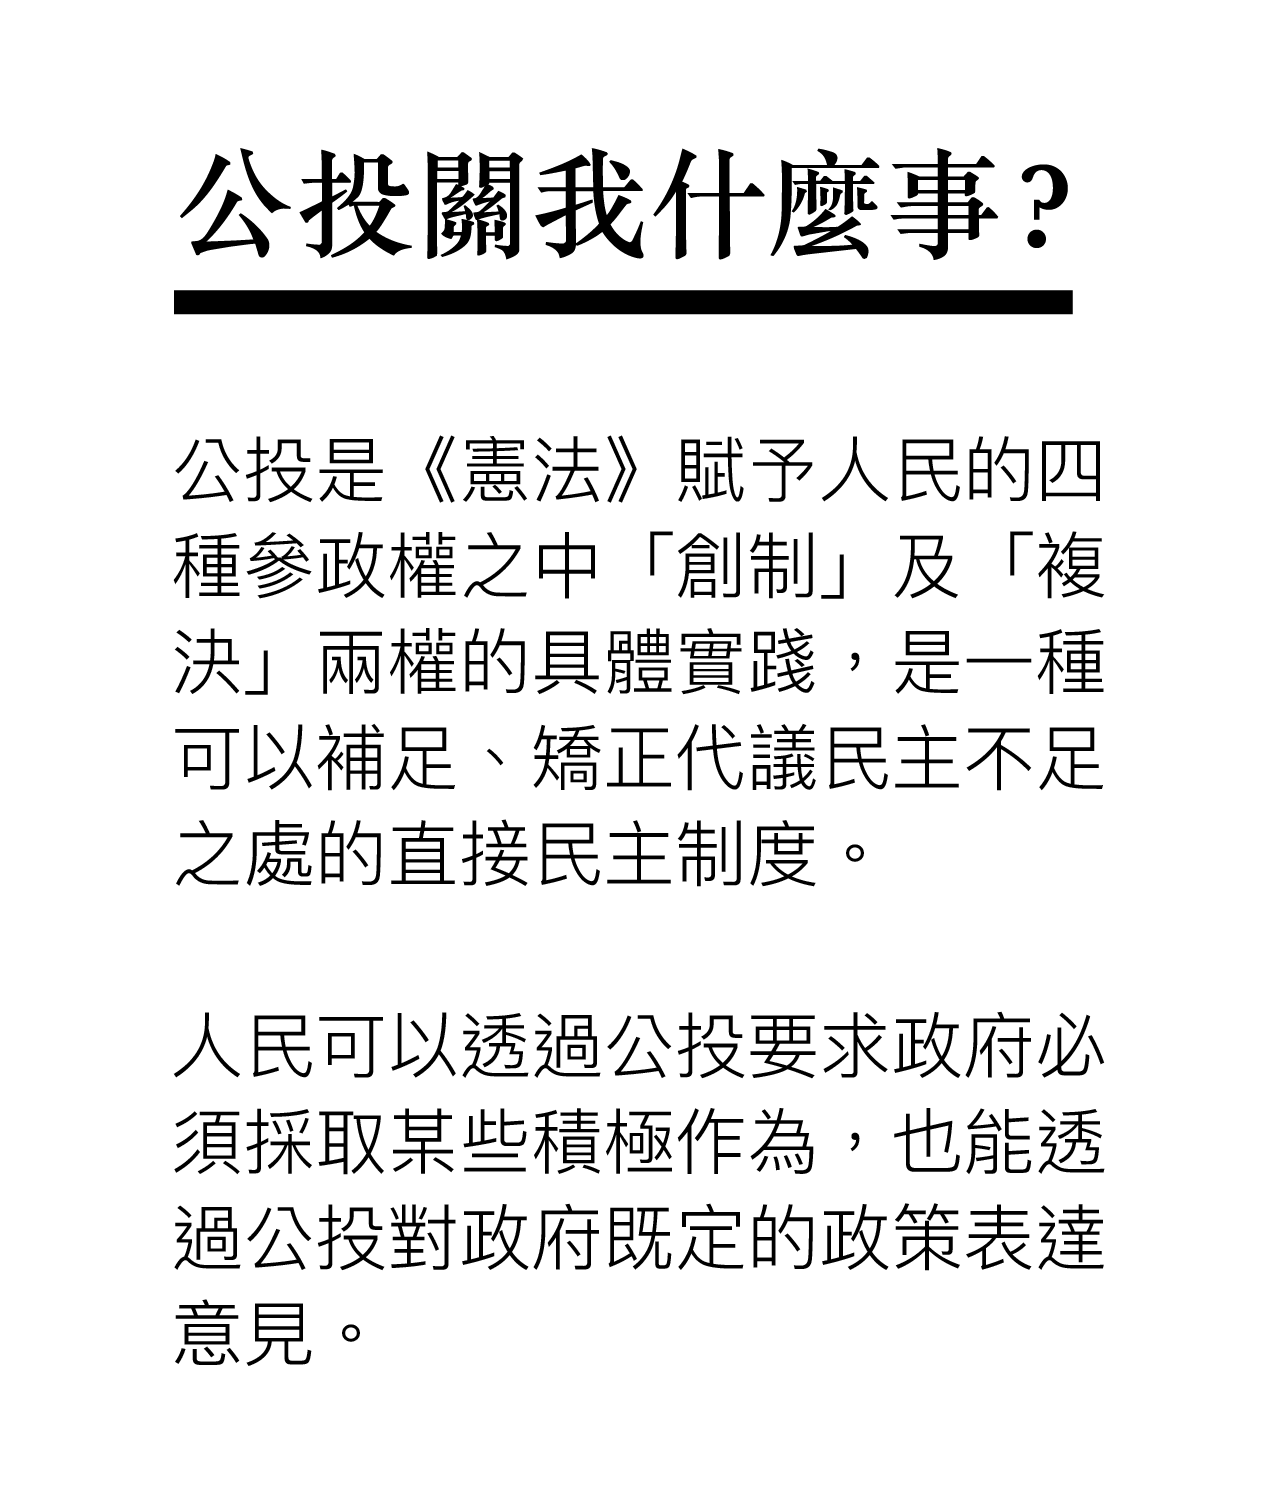 公投關我什麼事?
公投是《憲法》賦予人民的四
種參政權之中「創制」及「複
決」兩權的具體實踐，是一種
可以補足、矯正代議民主不足
之處的直接民主制度。
人民可以透過公投要求政府必
須採取某些積極作為，也能透
過公投對政府既定的政策表達
意見。